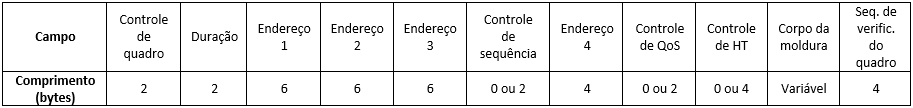 Campo Controle de quadro Duração Endereço 1 Endereço 2 Endereço 3 Controle de sequência Endereço 4 Controle de QoS Controle de HT Corpo da moldura Seq. de verific. do quadro
Comprimento (bytes) 2 2 6 6 6 0 ou 2 4 0 ou 2 0 ou 4 Variável 4